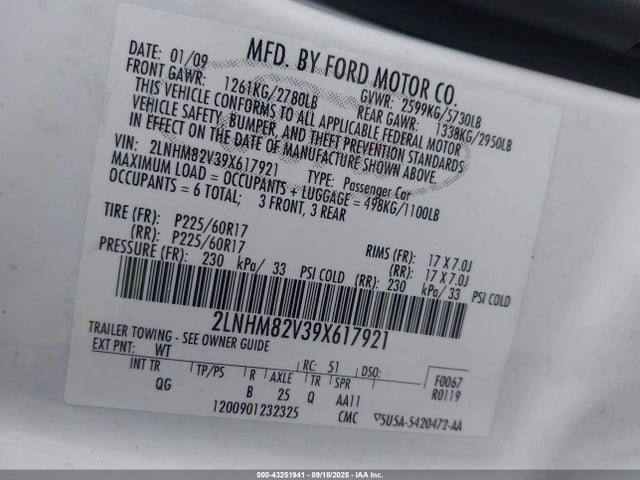 MFD. BY FORD MOTOR CO.
DATE: 01/09 GVWR: 2599KG/5730LB
FRONT GAWR: 1261KG/2780LB REAR GAWR: 1338KG/2950LB
THIS VEHICLE CONFORMS TO ALL APPLICABLE FEDERAL MOTOR
VEHICLE SAFETY, BUMPER, AND THEFT PREVENTION STANDARDS
IN EFFECT ON THE DATE OF MANUFACTURE SHOWN ABOVE.
VIN: 2LNHM82V39X617921 TYPE: Passenger Car
MAXIMUM LOAD = OCCUPANTS + LUGGAGE = 498KG/1100LB
OCCUPANTS = 6 TOTAL; 3 FRONT, 3 REAR
TIRE (FR): P225/60R17 RIMS (FR): 17 X 7.0J
(RR): P225/60R17 (RR): 17 X 7.0J
PRESSURE (FR): 230 kPa/ 33 PSI COLD (RR): 230 kPa/ 33 PSI COLD
2LNHM82V39X617921
TRAILER TOWING - SEE OWNER GUIDE
EXT PNT: WT RC: 51 DSO: F0067
INT TR TP/PS R AXLE TR SPR R0119
QG B 25 Q AA11
1200901232325 CMC ▽5U5A-5420472-AA
000-43251941 - 09/18/2025 - IAA Inc.